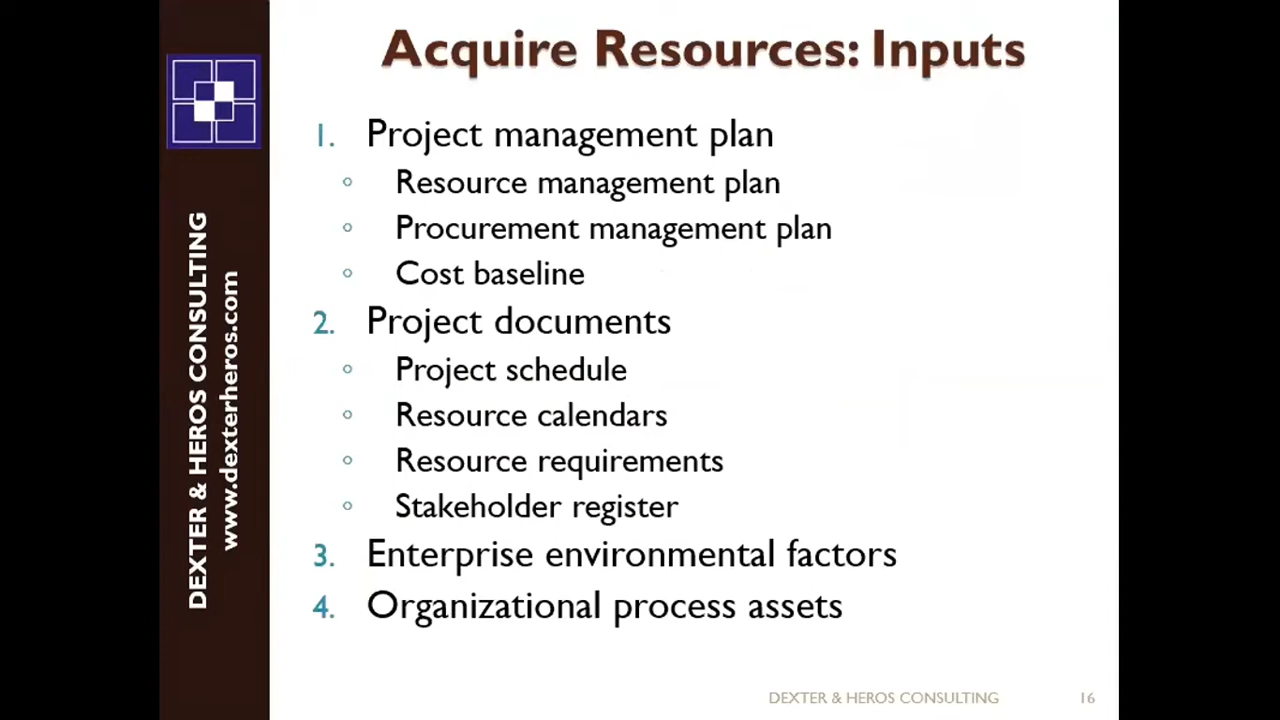 Acquire Resources: Inputs
1. Project management plan
◦ Resource management plan
◦ Procurement management plan
◦ Cost baseline
2. Project documents
◦ Project schedule
◦ Resource calendars
◦ Resource requirements
◦ Stakeholder register
3. Enterprise environmental factors
4. Organizational process assets
DEXTER & HEROS CONSULTING
www.dexterheros.com
DEXTER & HEROS CONSULTING 16